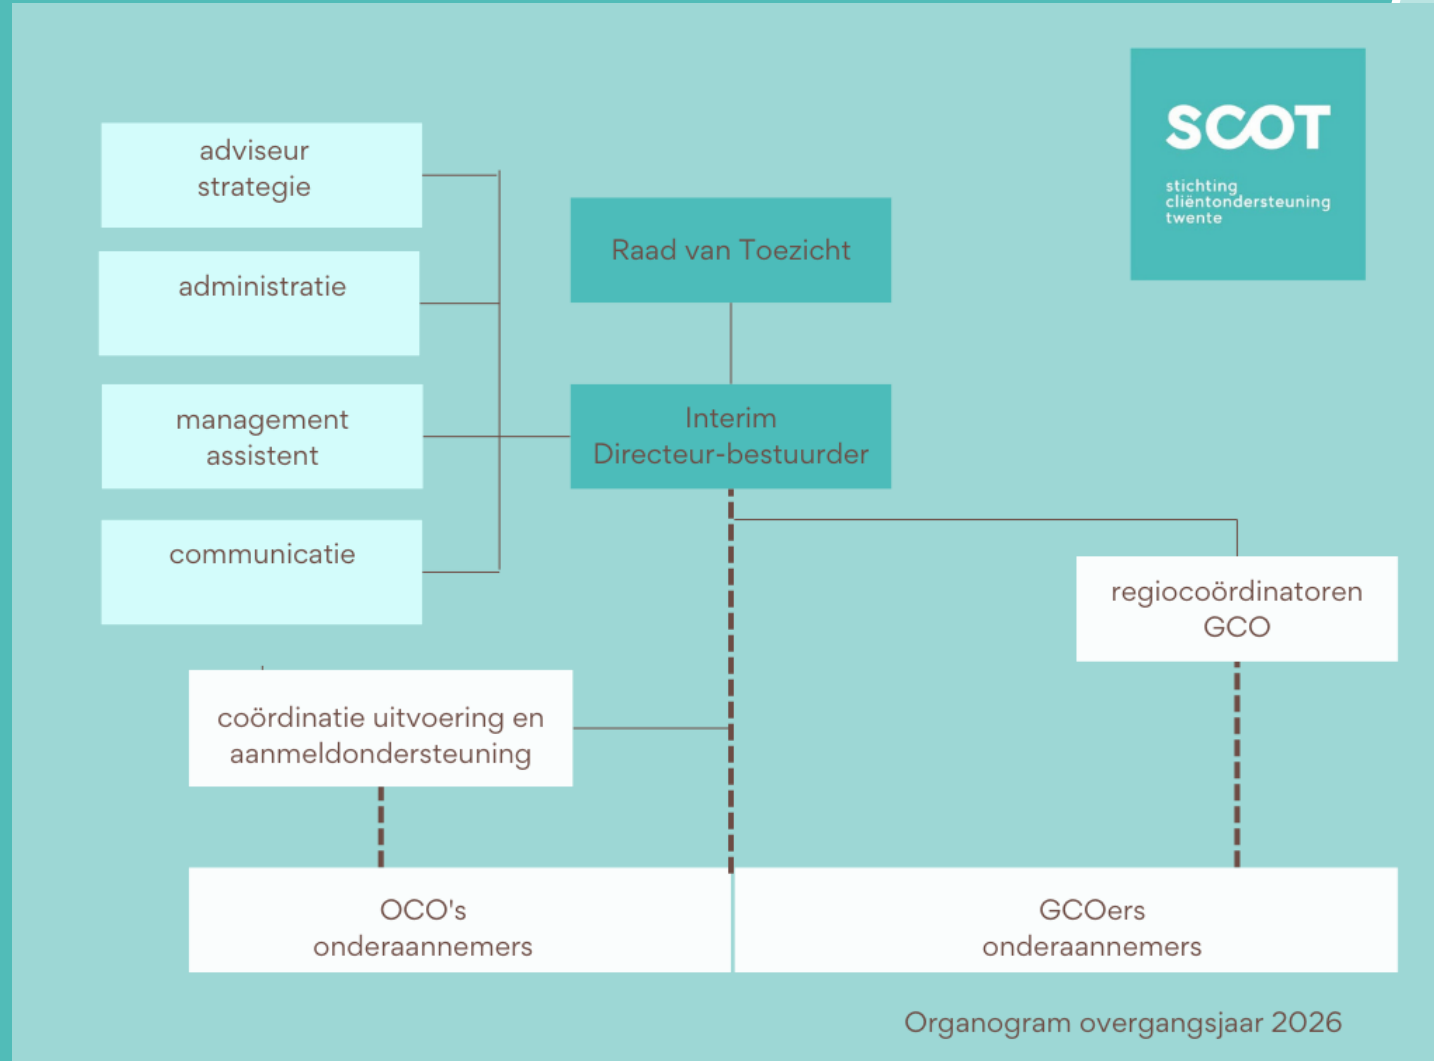 SCOT
stichting
cliëntondersteuning
twente
adviseur
strategie
Raad van Toezicht
administratie
management
assistent
Interim
Directeur-bestuurder
communicatie
regiocoördinatoren
GCO
coördinatie uitvoering en
aanmeldondersteuning
OCO's
onderaannemers
GCOers
onderaannemers
Organogram overgangsjaar 2026